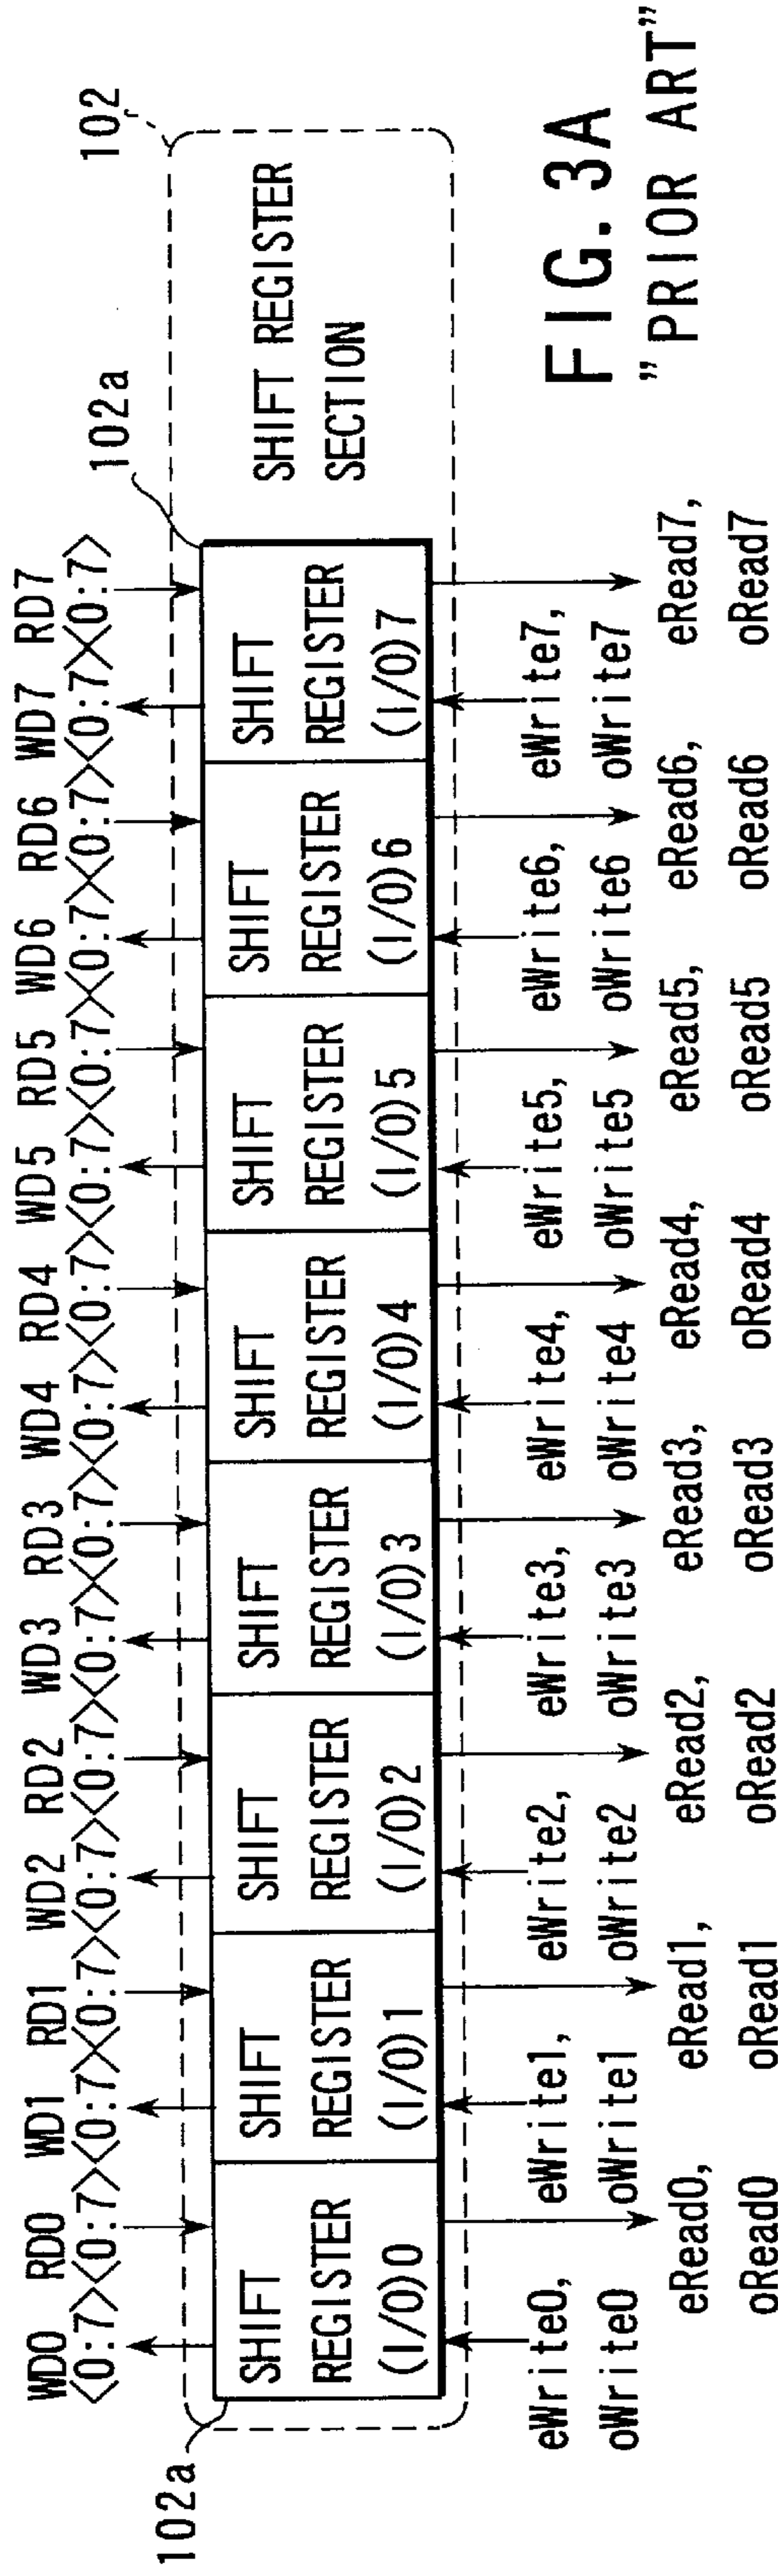 WD0 RD0 WD1 RD1 WD2 RD2 WD3 RD3 WD4 RD4 WD5 RD5 WD6 RD6 WD7 RD7
<0:7><0:7><0:7><0:7><0:7><0:7><0:7><0:7><0:7><0:7><0:7><0:7><0:7><0:7><0:7><0:7>
102a
102a
102
SHIFT REGISTER (I/O)0
SHIFT REGISTER (I/O)1
SHIFT REGISTER (I/O)2
SHIFT REGISTER (I/O)3
SHIFT REGISTER (I/O)4
SHIFT REGISTER (I/O)5
SHIFT REGISTER (I/O)6
SHIFT REGISTER (I/O)7
SHIFT REGISTER
SECTION
eWrite0, eWrite1, eWrite2, eWrite3, eWrite4, eWrite5, eWrite6, eWrite7,
oWrite0 oWrite1 oWrite2 oWrite3 oWrite4 oWrite5 oWrite6 oWrite7
eRead0, eRead1, eRead2, eRead3, eRead4, eRead5, eRead6, eRead7,
oRead0 oRead1 oRead2 oRead3 oRead4 oRead5 oRead6 oRead7
FIG. 3A
"PRIOR ART"